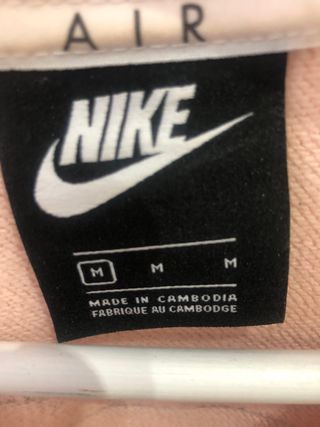 AIR
NIKE
M M M
MADE IN CAMBODIA
FABRIQUE AU CAMBODGE